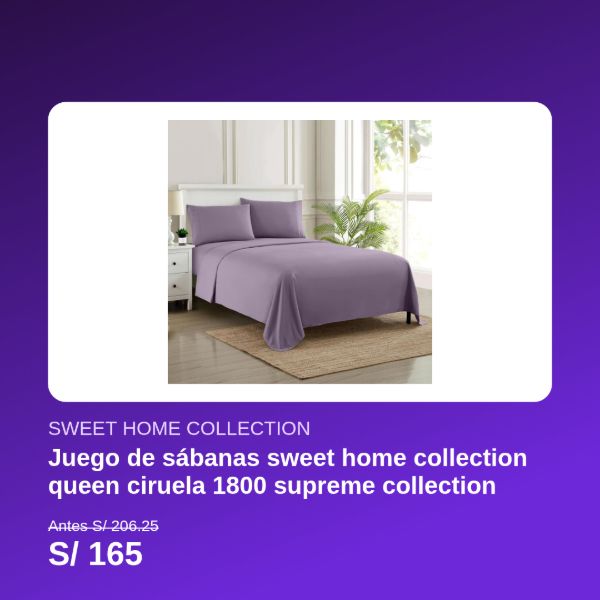 SWEET HOME COLLECTION
Juego de sábanas sweet home collection
queen ciruela 1800 supreme collection
Antes S/ 206.25
S/ 165